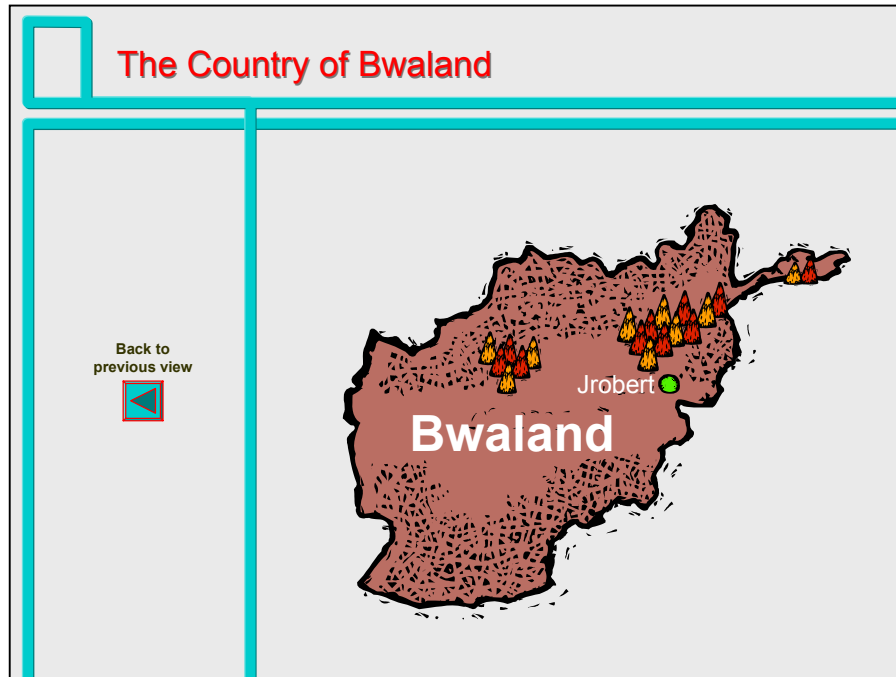 The Country of Bwaland
Back to
previous view
Jrobert
Bwaland